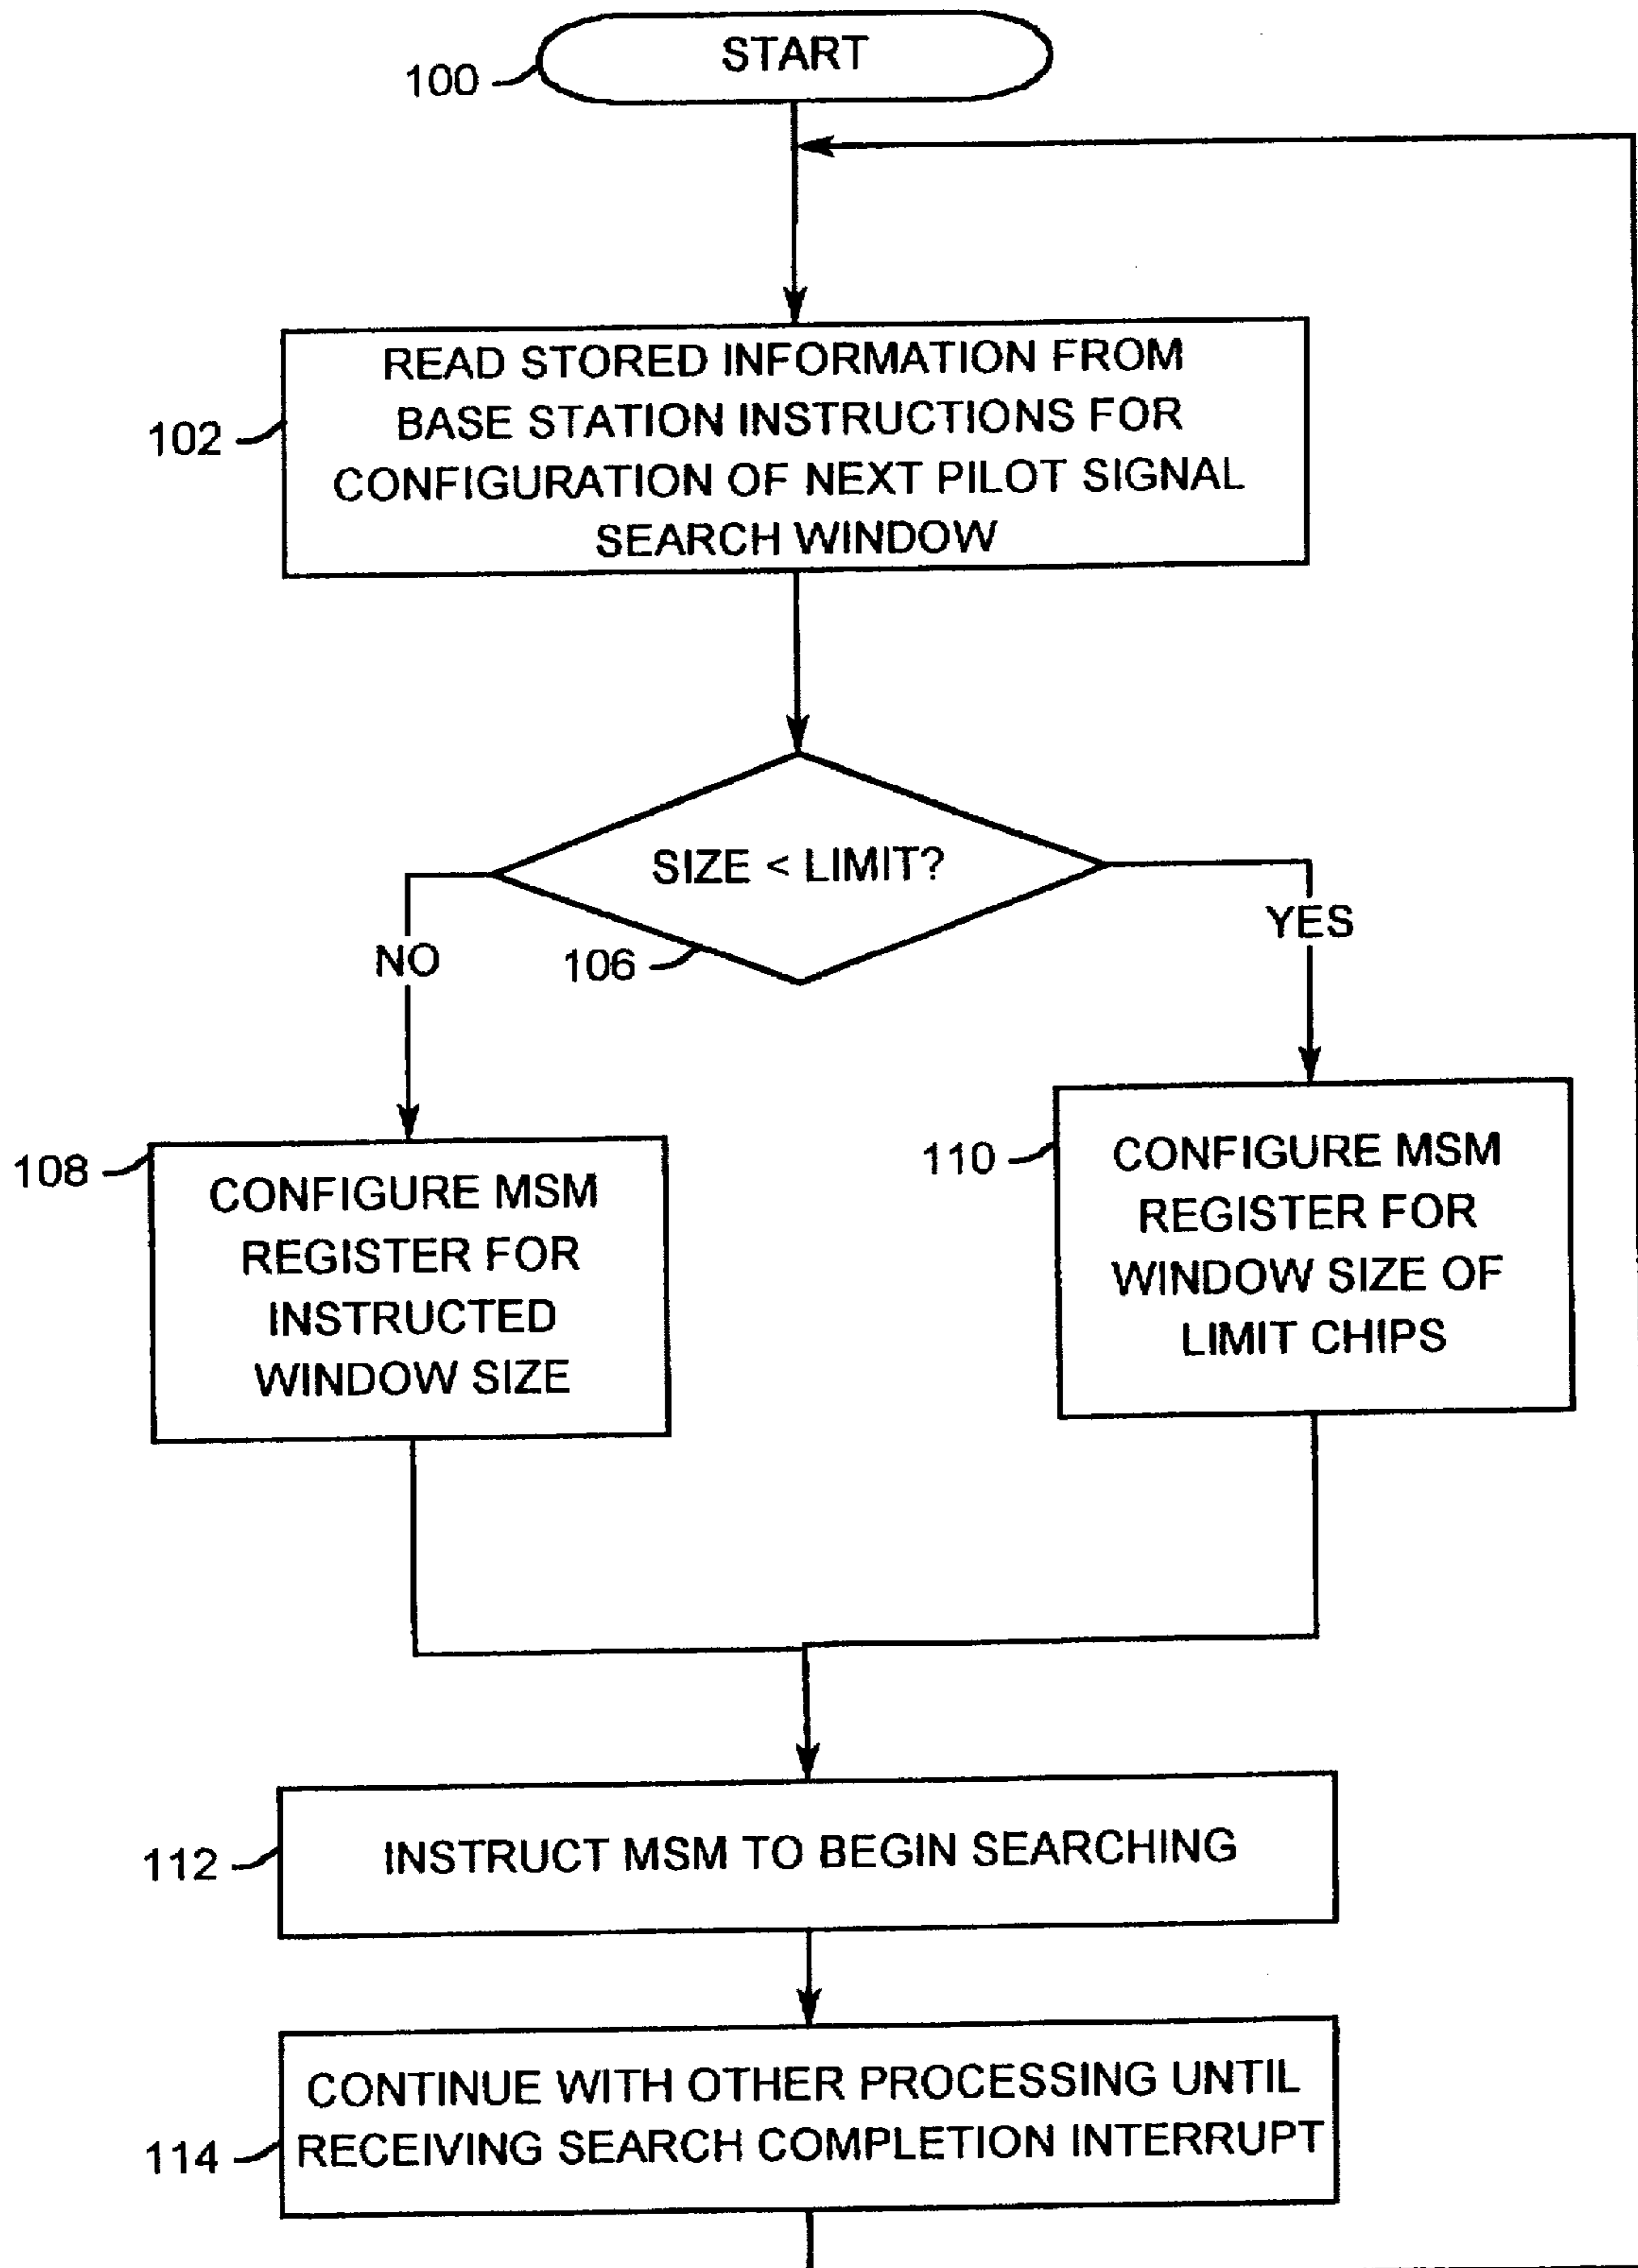 START
100
READ STORED INFORMATION FROM
BASE STATION INSTRUCTIONS FOR
CONFIGURATION OF NEXT PILOT SIGNAL
SEARCH WINDOW
102
SIZE < LIMIT?
106
NO
YES
108
CONFIGURE MSM
REGISTER FOR
INSTRUCTED
WINDOW SIZE
110
CONFIGURE MSM
REGISTER FOR
WINDOW SIZE OF
LIMIT CHIPS
112
INSTRUCT MSM TO BEGIN SEARCHING
114
CONTINUE WITH OTHER PROCESSING UNTIL
RECEIVING SEARCH COMPLETION INTERRUPT